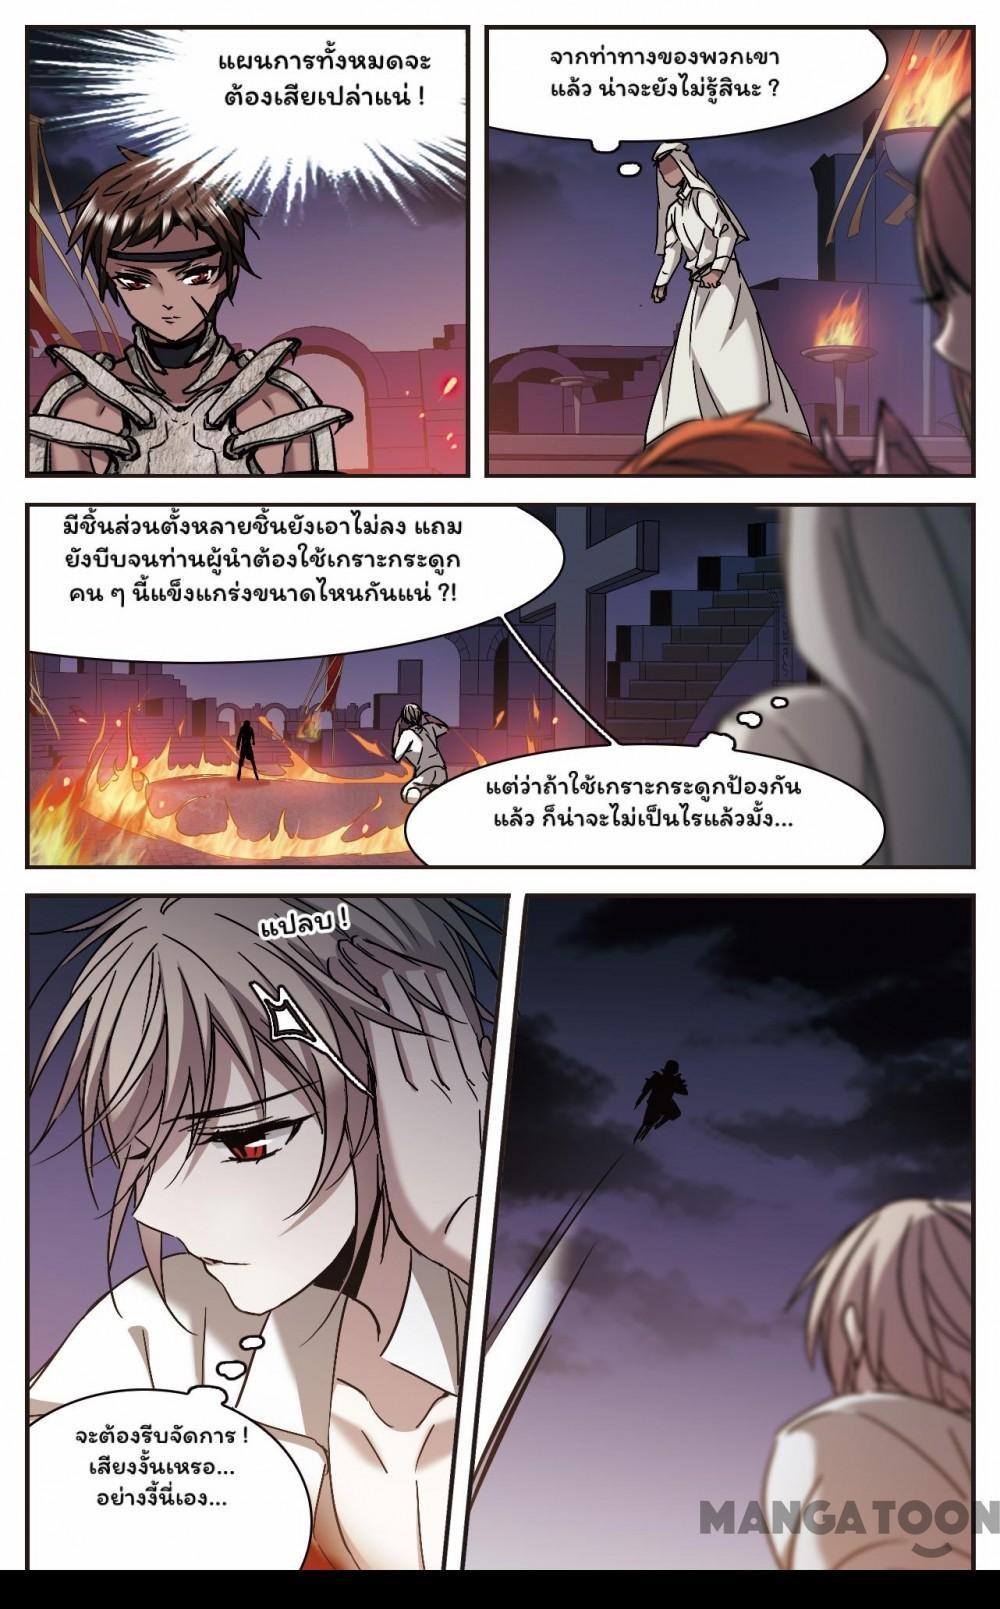 แผนการทั้งหมดจะ
ต้องเสียเปล่าแน่ !
จากท่าทางของพวกเขา
แล้ว น่าจะยังไม่รู้สินะ ?
มีชิ้นส่วนตั้งหลายชิ้นยังเอาไม่ลง แถม
ยังบีบจนท่านผู้นำต้องใช้เกราะกระดูก
คน ๆ นี้แข็งแกร่งขนาดไหนกันแน่ ?!
แต่ว่าถ้าใช้เกราะกระดูกป้องกัน
แล้ว ก็น่าจะไม่เป็นไรแล้วมั้ง...
แปลบ !
จะต้องรีบจัดการ !
เสียงงั้นเหรอ...
อย่างงี้นี่เอง...
MANGATOON